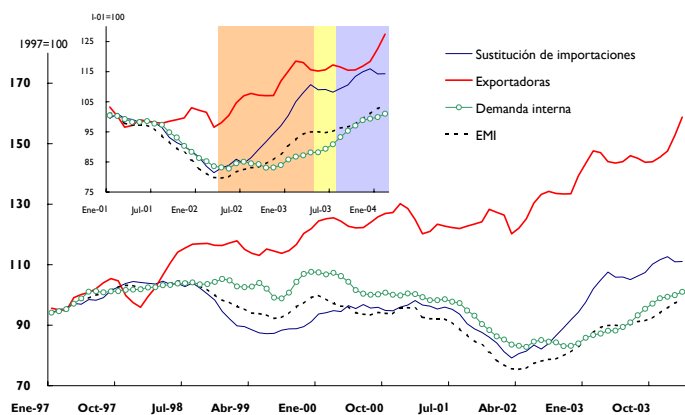 I-01=100
125
115
105
95
85
75
Ene-01
Jul-01
Ene-02
Jul-02
Ene-03
Jul-03
Ene-04
1997=100
170
150
130
110
90
70
Sustitución de importaciones
Exportadoras
Demanda interna
EMI
Ene-97
Oct-97
Jul-98
Abr-99
Ene-00
Oct-00
Jul-01
Abr-02
Ene-03
Oct-03